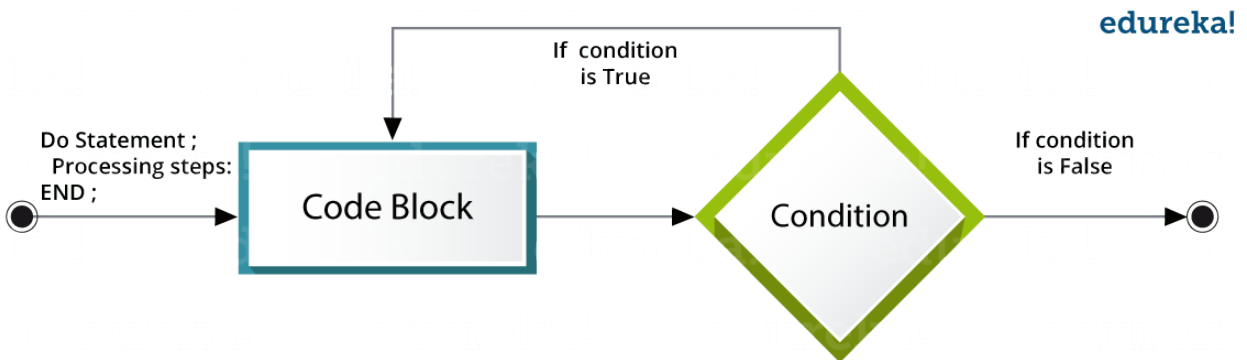 edureka!
If condition
is True
Do Statement ;
Processing steps:
END ;
Code Block
Condition
If condition
is False